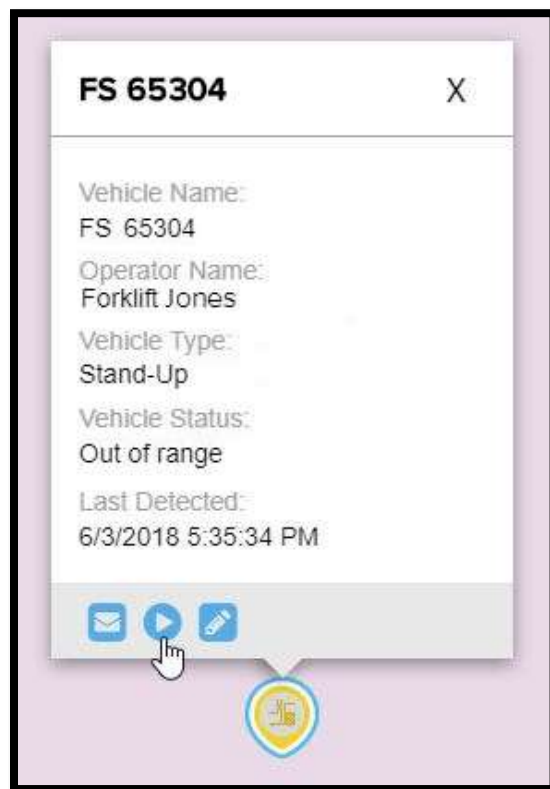 FS 65304 X
Vehicle Name:
FS 65304
Operator Name:
Forklift Jones
Vehicle Type:
Stand-Up
Vehicle Status:
Out of range
Last Detected:
6/3/2018 5:35:34 PM